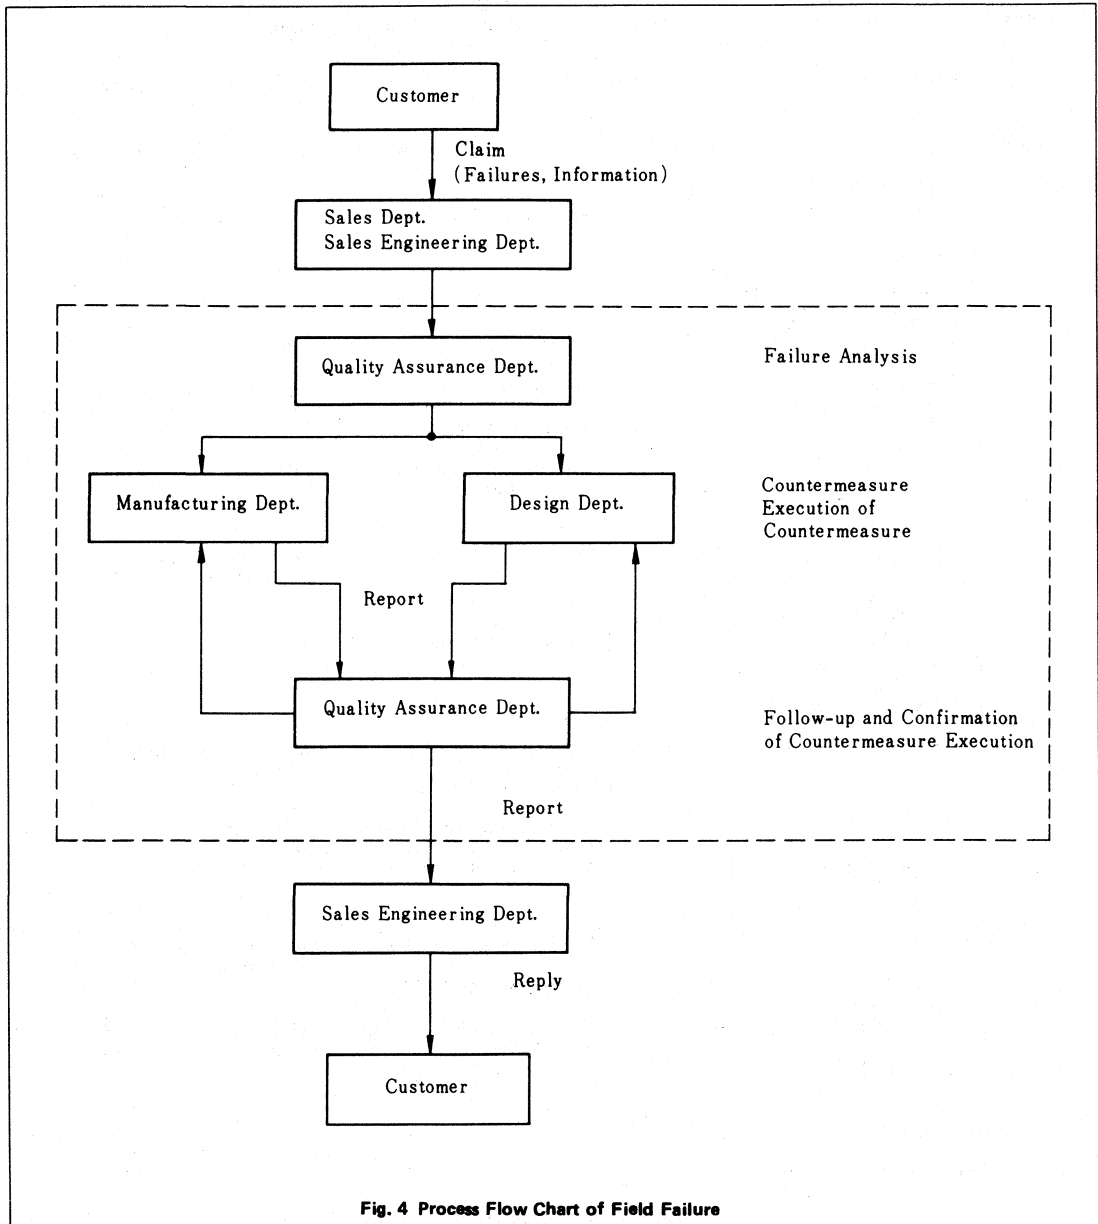 Customer
Claim
(Failures, Information)
Sales Dept.
Sales Engineering Dept.
Quality Assurance Dept.
Failure Analysis
Manufacturing Dept.
Design Dept.
Countermeasure
Execution of
Countermeasure
Report
Quality Assurance Dept.
Follow-up and Confirmation
of Countermeasure Execution
Report
Sales Engineering Dept.
Reply
Customer
Fig. 4 Process Flow Chart of Field Failure